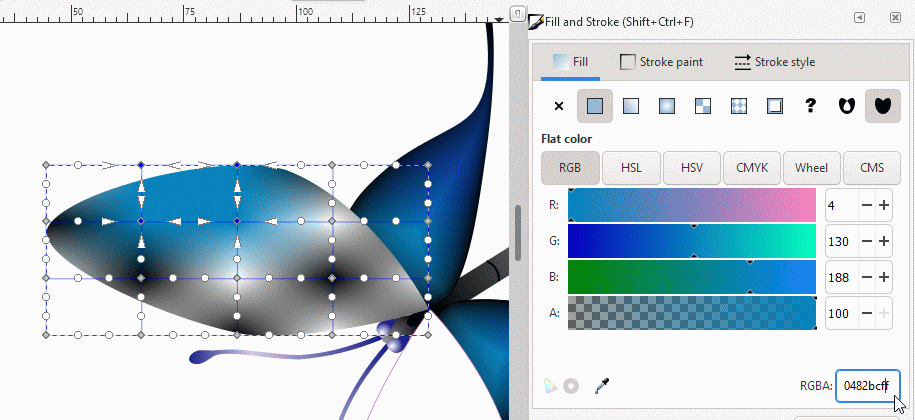 50 75 100 125
Fill and Stroke (Shift+Ctrl+F)
Fill Stroke paint Stroke style
?
Flat color
RGB HSL HSV CMYK Wheel CMS
R: 4
G: 130
B: 188
A: 100
RGBA: 0482bcff